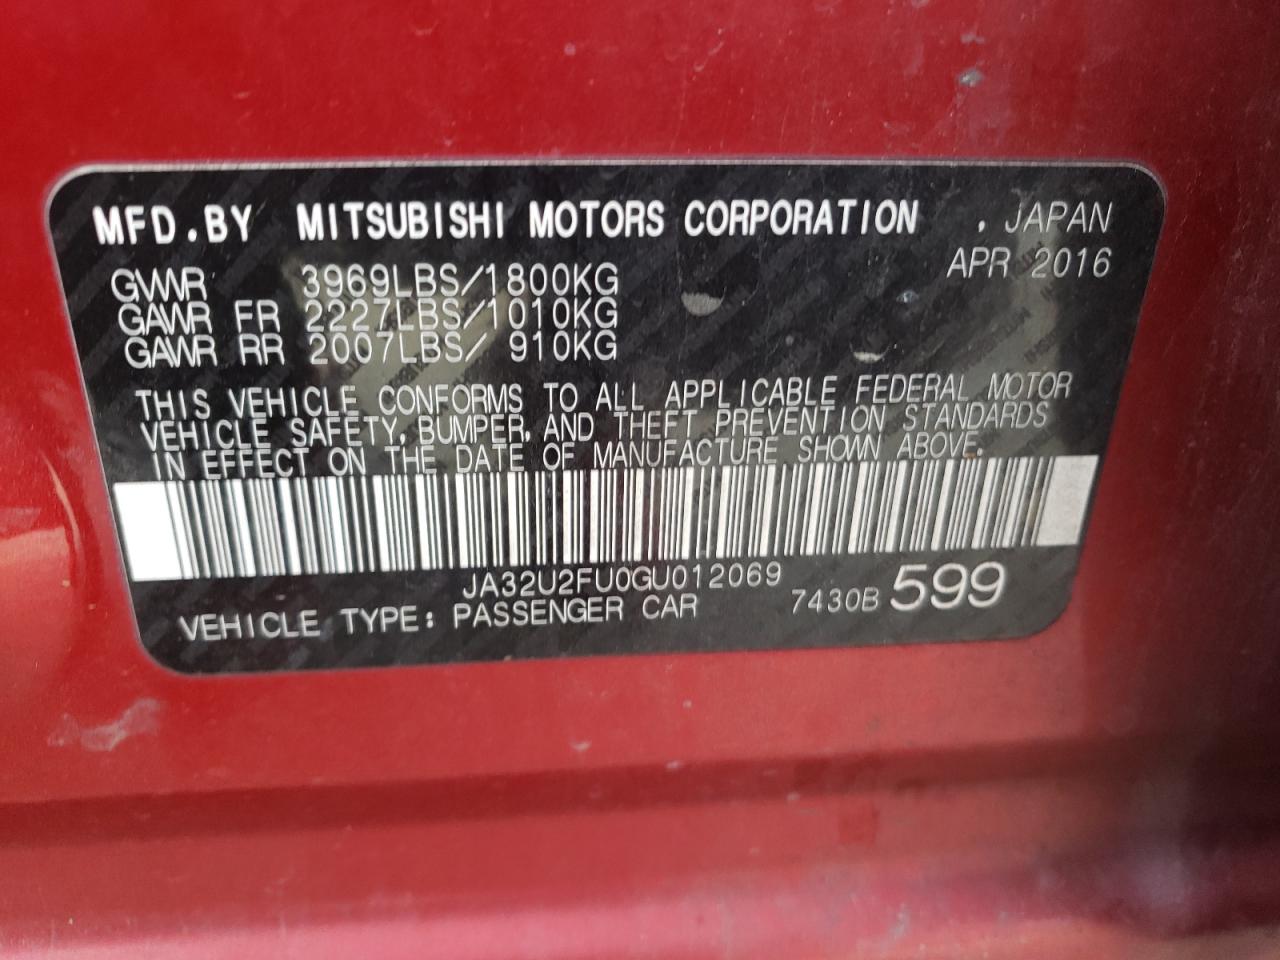 MFD.BY MITSUBISHI MOTORS CORPORATION . JAPAN
APR 2016
GVWR 3969LBS/1800KG
GAWR FR 2227LBS/1010KG
GAWR RR 2007LBS/ 910KG
THIS VEHICLE CONFORMS TO ALL APPLICABLE FEDERAL MOTOR
VEHICLE SAFETY, BUMPER, AND THEFT PREVENTION STANDARDS
IN EFFECT ON THE DATE OF MANUFACTURE SHOWN ABOVE.
JA32U2FU0GU012069
VEHICLE TYPE: PASSENGER CAR 7430B 599